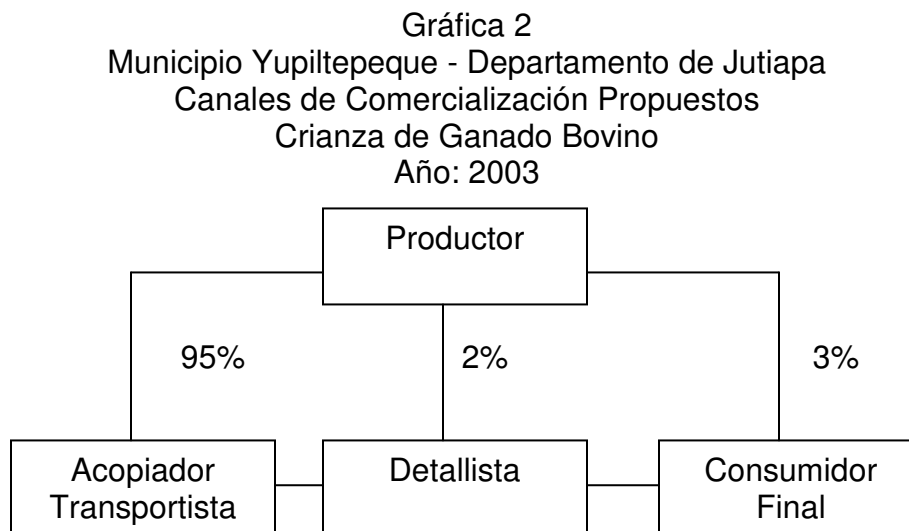 Gráfica 2
Municipio Yupiltepeque - Departamento de Jutiapa
Canales de Comercialización Propuestos
Crianza de Ganado Bovino
Año: 2003
Productor
95%
2%
3%
Acopiador
Transportista
Detallista
Consumidor
Final